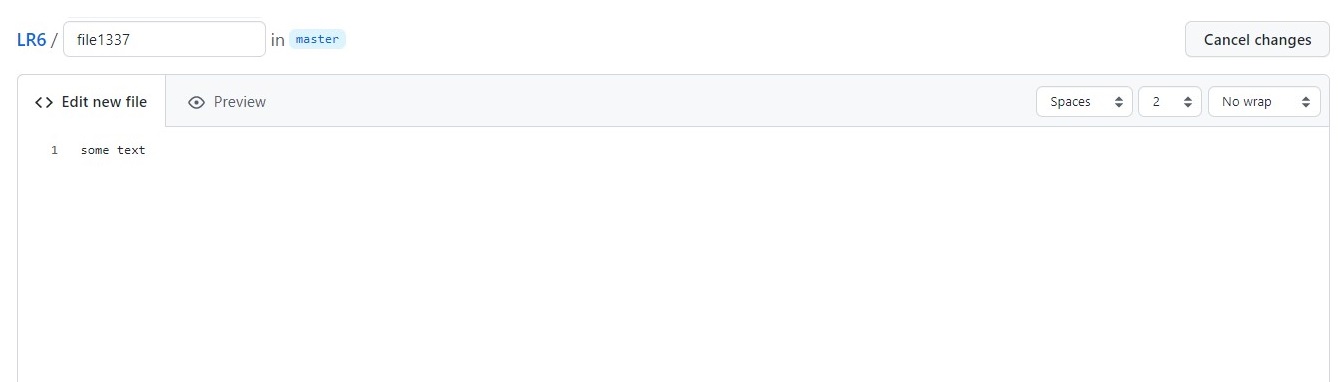 LR6 / file1337 in master Cancel changes
<> Edit new file Preview Spaces 2 No wrap
1 some text